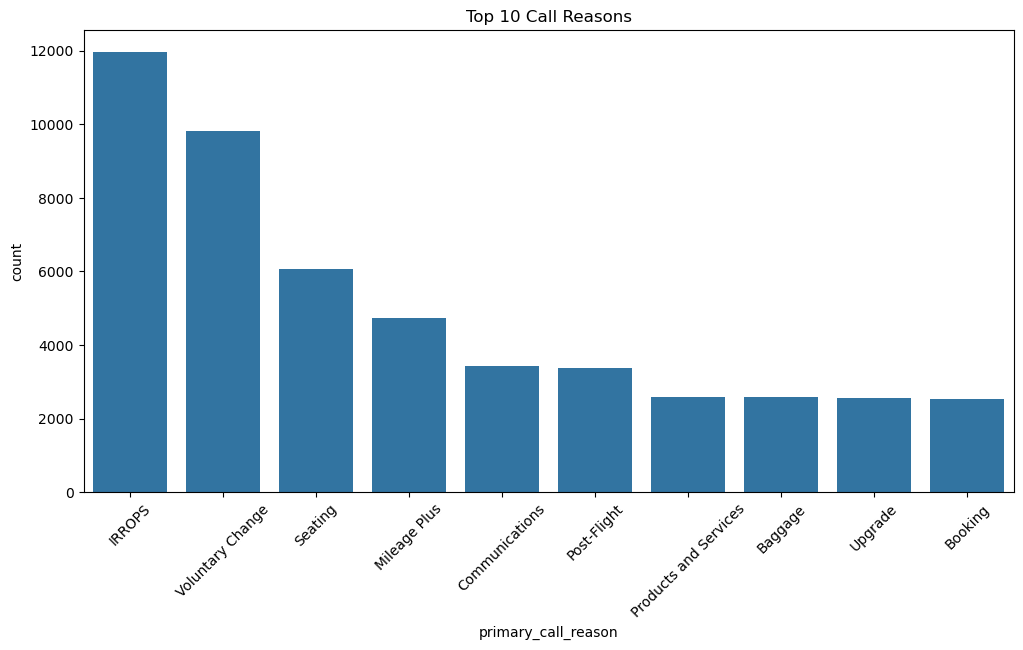 Top 10 Call Reasons
12000
10000
8000
6000
4000
2000
0
count
IRROPS
Voluntary Change
Seating
Mileage Plus
Communications
Post-Flight
Products and Services
Baggage
Upgrade
Booking
primary_call_reason